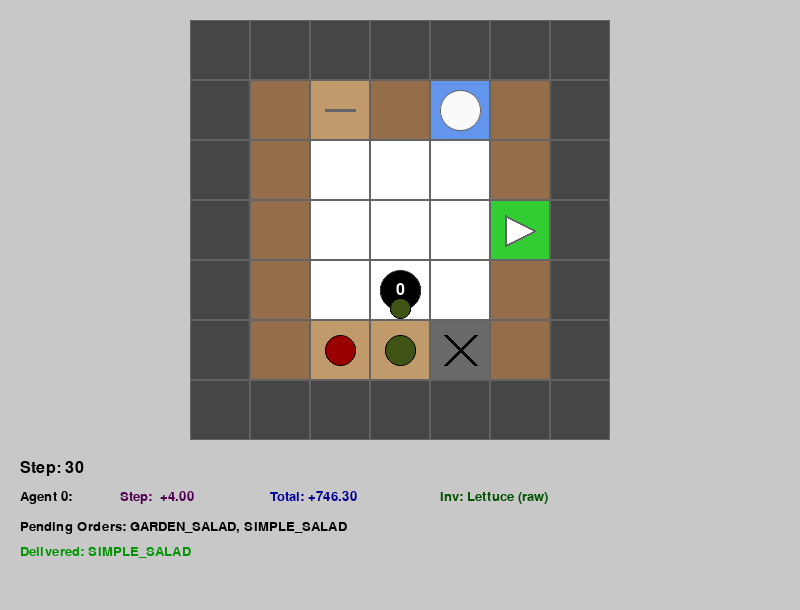 0
Step: 30
Agent 0: Step: +4.00 Total: +746.30 Inv: Lettuce (raw)
Pending Orders: GARDEN_SALAD, SIMPLE_SALAD
Delivered: SIMPLE_SALAD